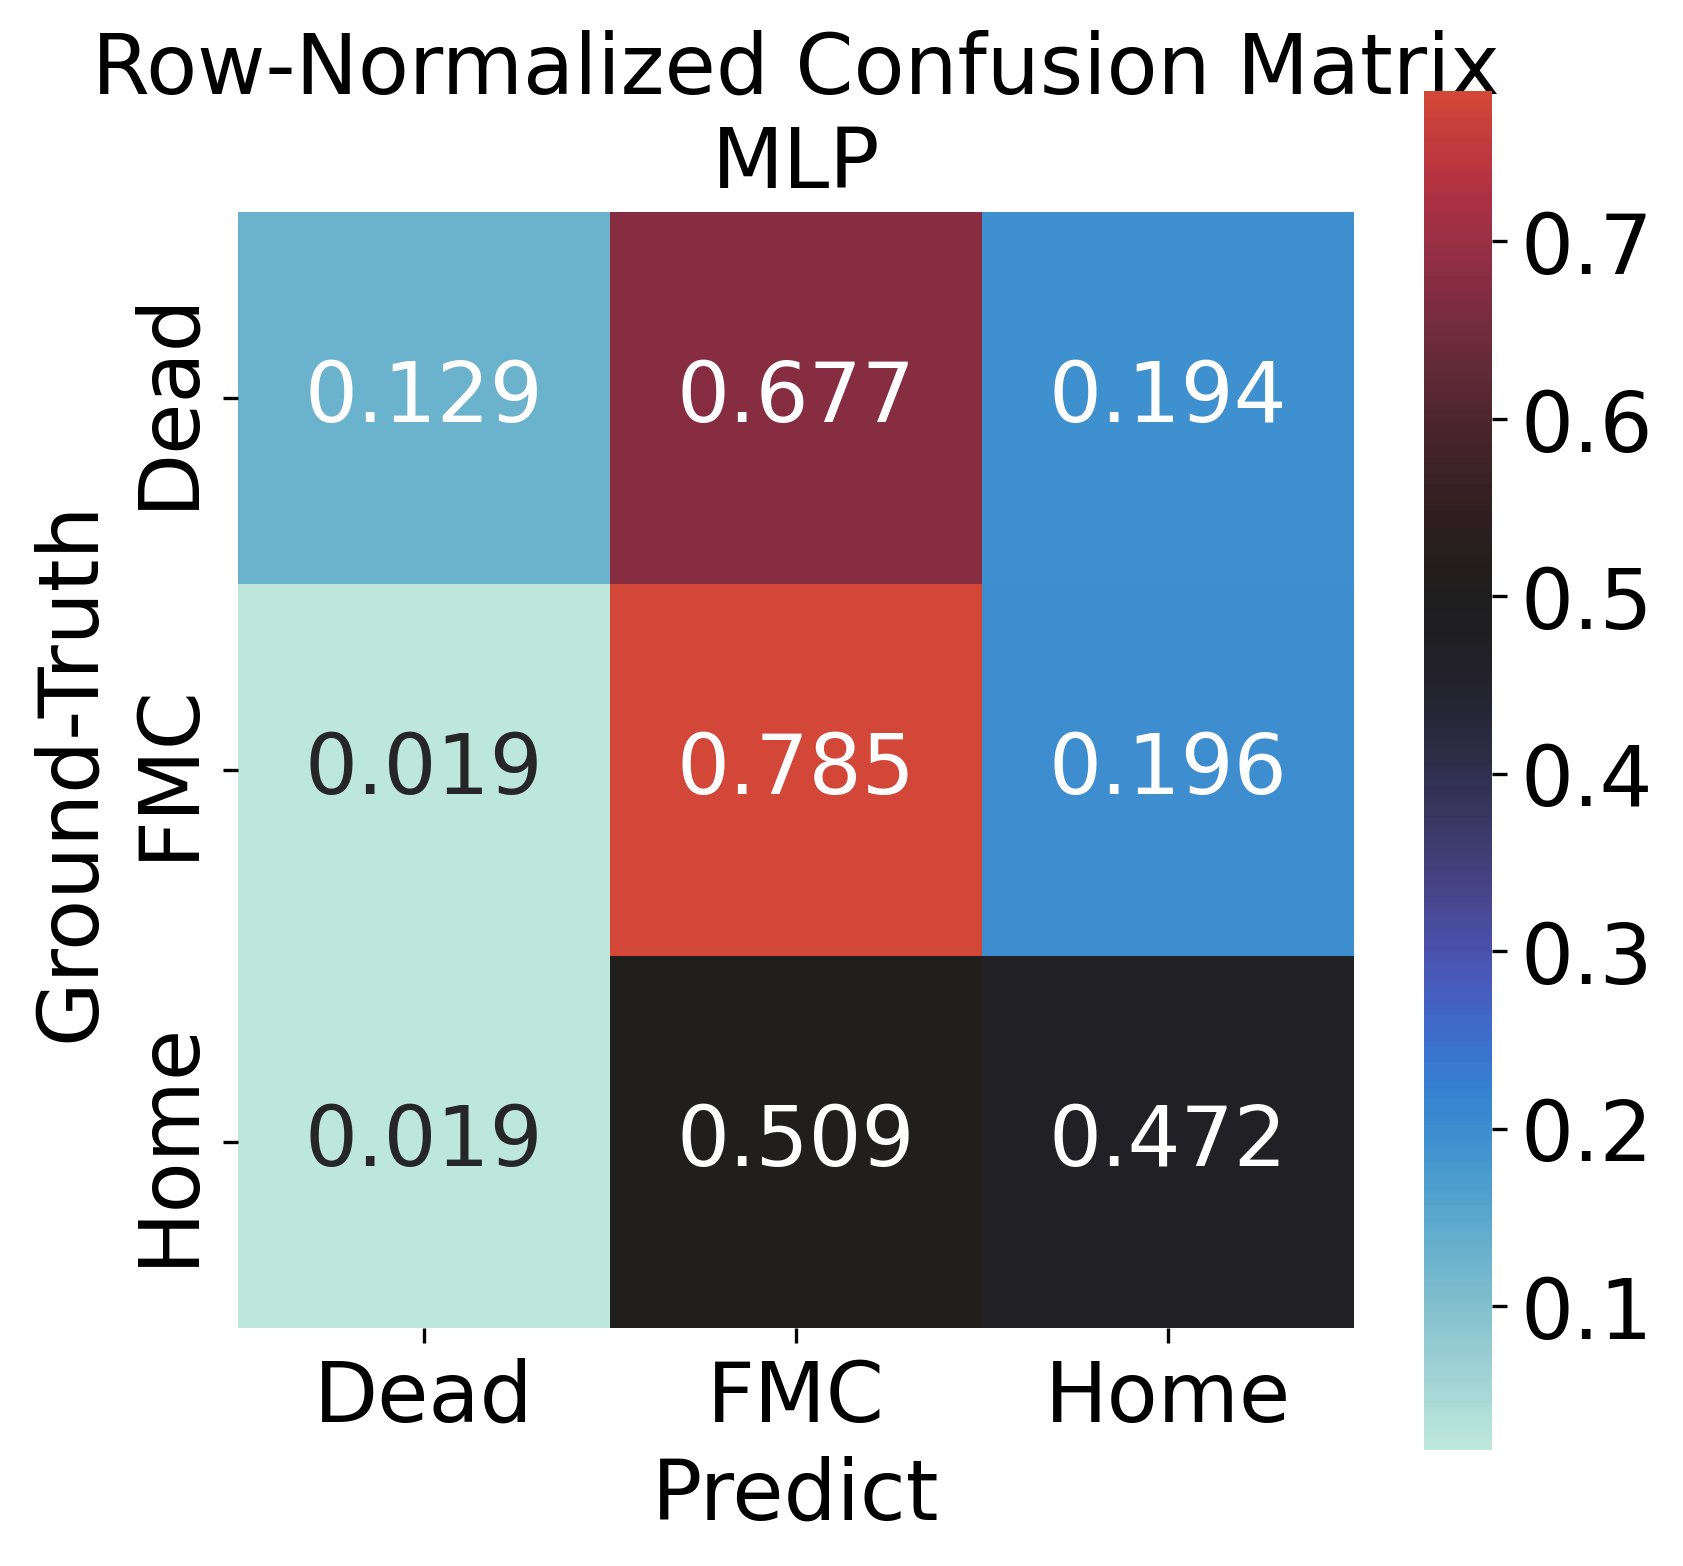 Row-Normalized Confusion Matrix
MLP
Ground-Truth
Dead
0.129 0.677 0.194
FMC
0.019 0.785 0.196
Home
0.019 0.509 0.472
Dead FMC Home
Predict
0.7
0.6
0.5
0.4
0.3
0.2
0.1